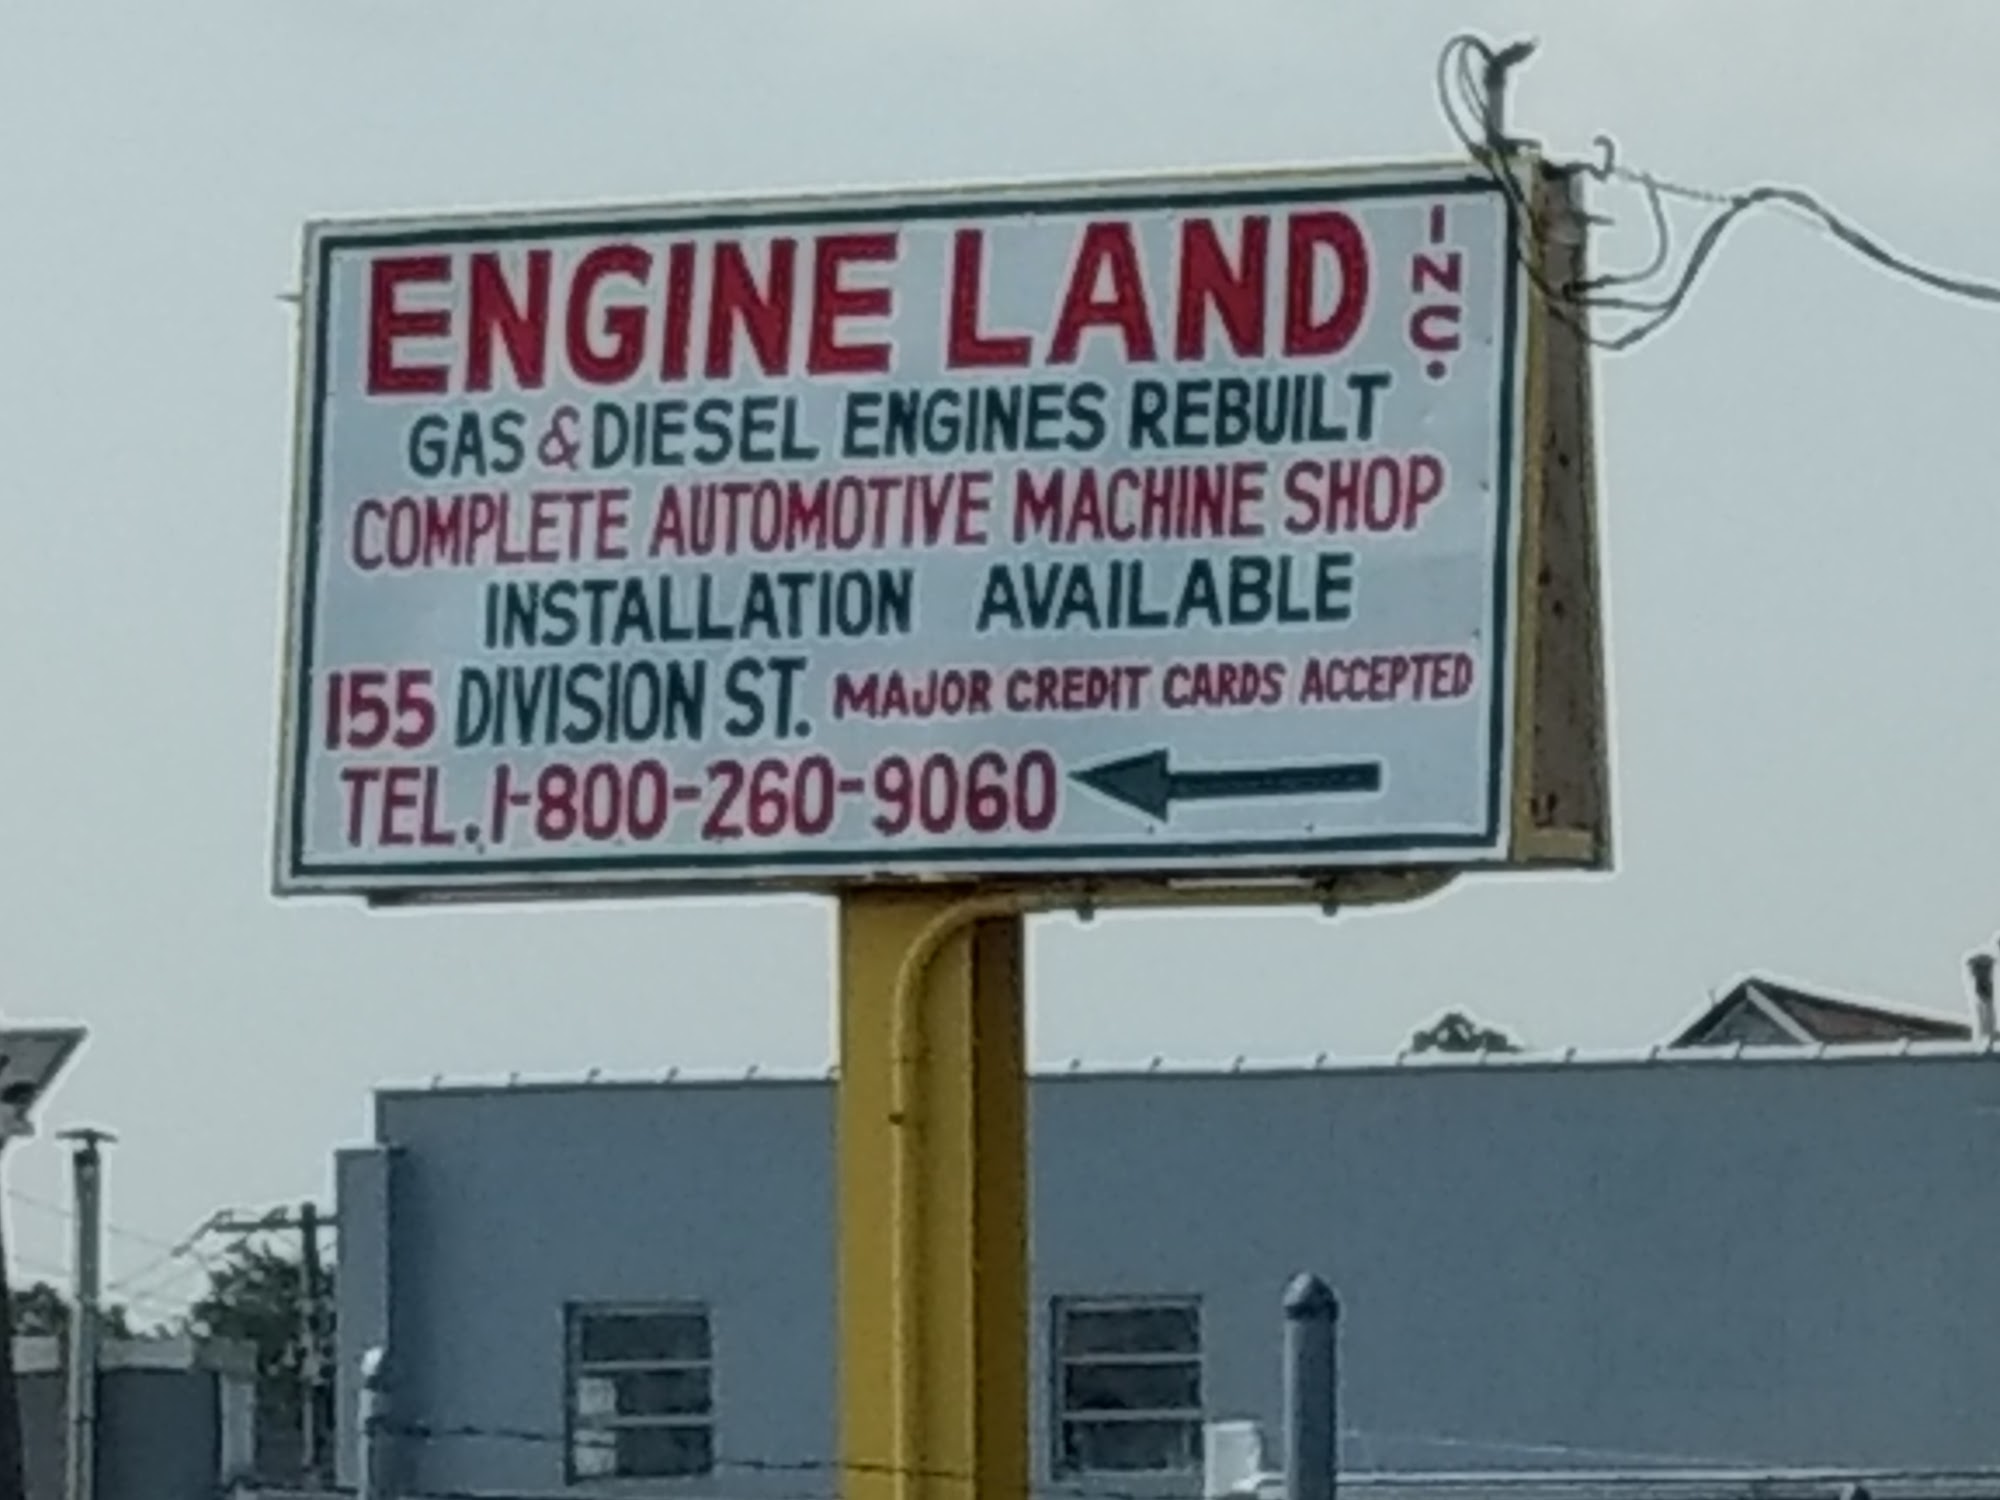 ENGINE LAND INC.
GAS & DIESEL ENGINES REBUILT
COMPLETE AUTOMOTIVE MACHINE SHOP
INSTALLATION AVAILABLE
155 DIVISION ST. MAJOR CREDIT CARDS ACCEPTED
TEL. 1-800-260-9060